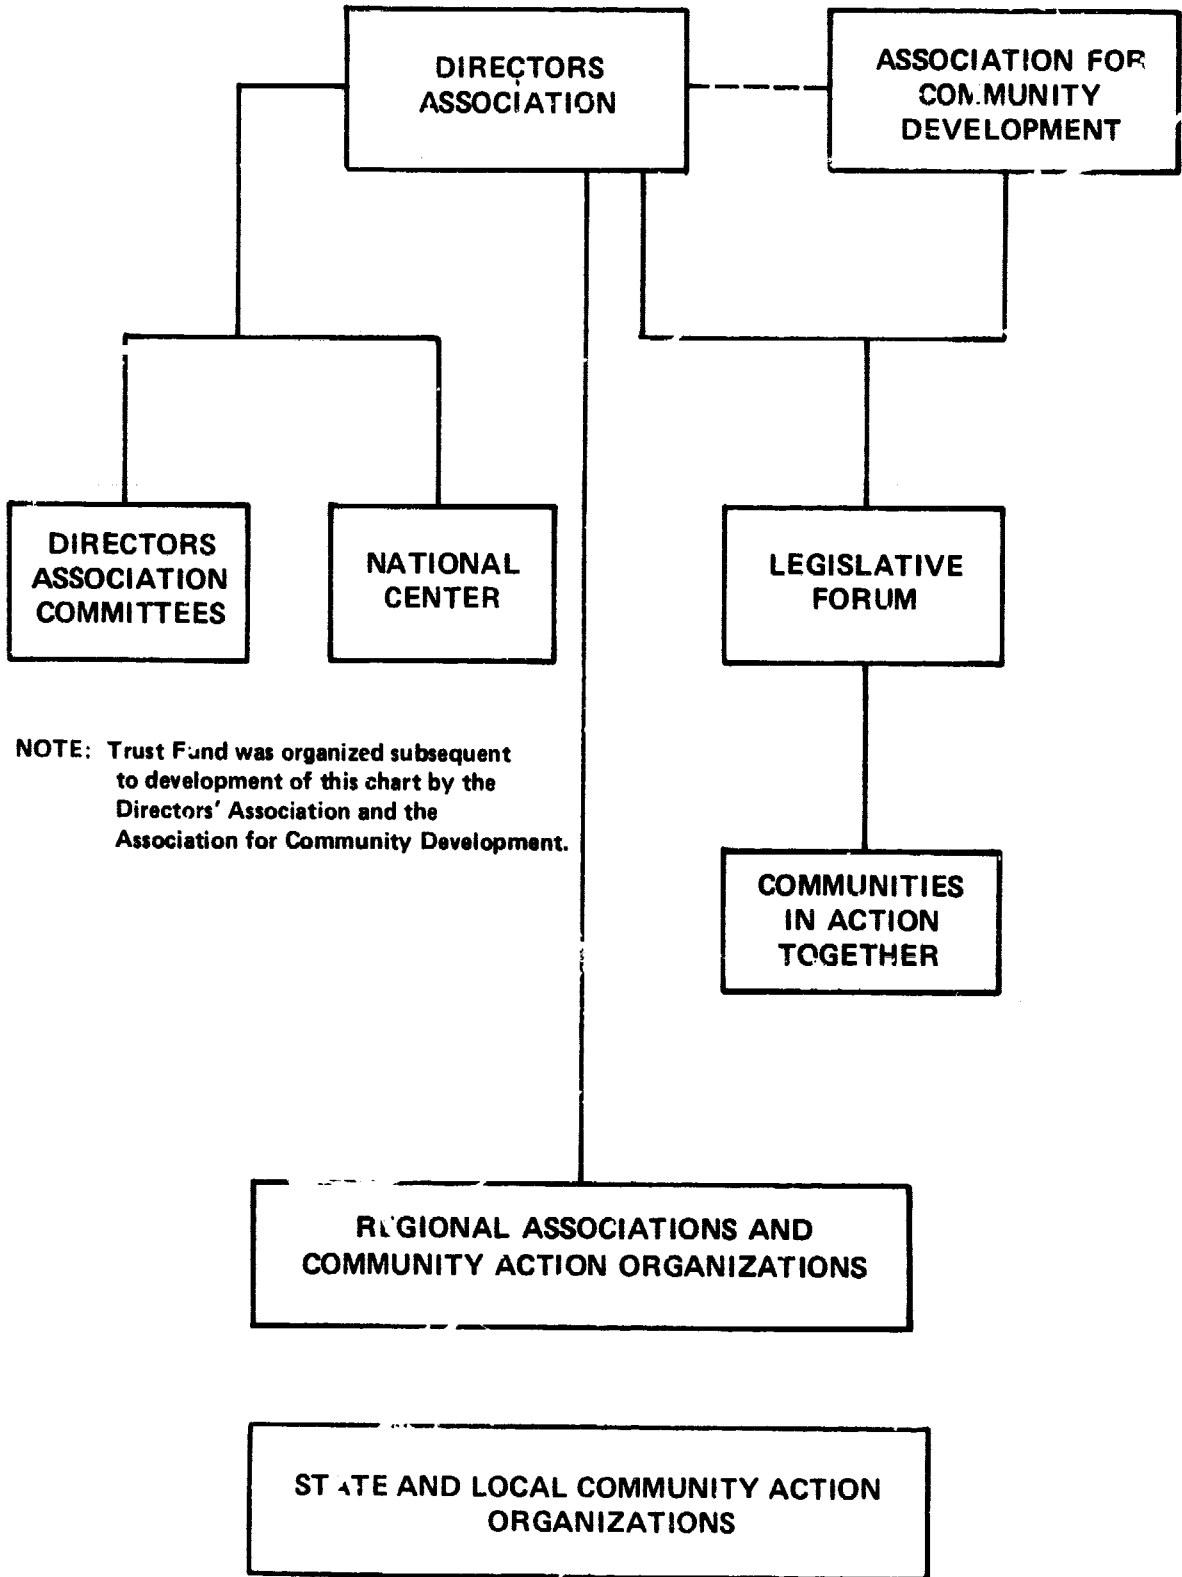 DIRECTORS
ASSOCIATION
ASSOCIATION FOR
COMMUNITY
DEVELOPMENT
DIRECTORS
ASSOCIATION
COMMITTEES
NATIONAL
CENTER
LEGISLATIVE
FORUM
NOTE: Trust Fund was organized subsequent
to development of this chart by the
Directors' Association and the
Association for Community Development.
COMMUNITIES
IN ACTION
TOGETHER
REGIONAL ASSOCIATIONS AND
COMMUNITY ACTION ORGANIZATIONS
STATE AND LOCAL COMMUNITY ACTION
ORGANIZATIONS